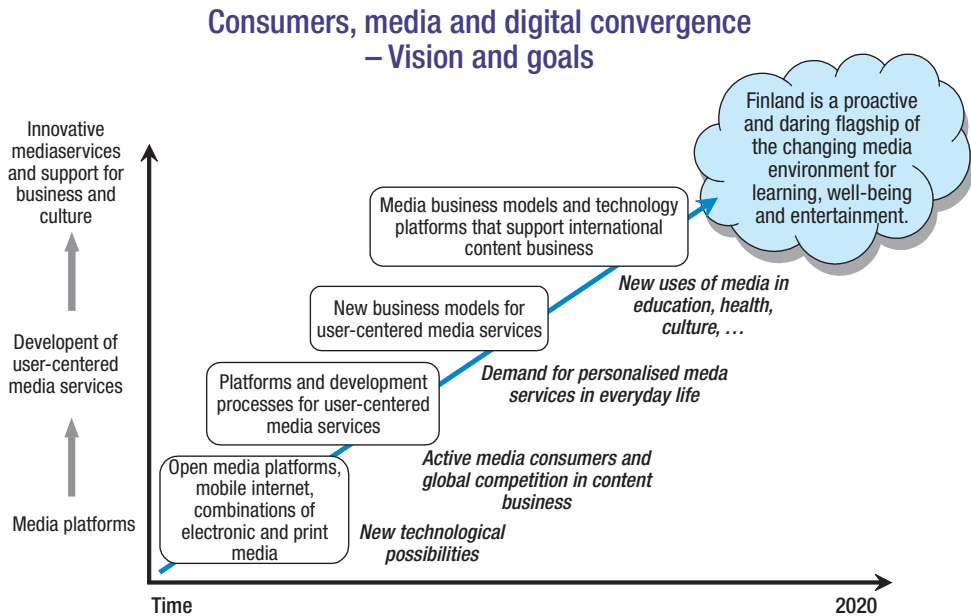 Consumers, media and digital convergence
– Vision and goals
Finland is a proactive
and daring flagship of
the changing media
environment for
learning, well-being
and entertainment.
Innovative
mediaservices
and support for
business and
culture
Media business models and technology
platforms that support international
content business
New uses of media in
education, health,
culture, …
New business models for
user-centered media services
Developent of
user-centered
media services
Demand for personalised meda
services in everyday life
Platforms and development
processes for user-centered
media services
Active media consumers and
global competition in content
business
Open media platforms,
mobile internet,
combinations of
electronic and print
media
Media platforms
New technological
possibilities
Time
2020